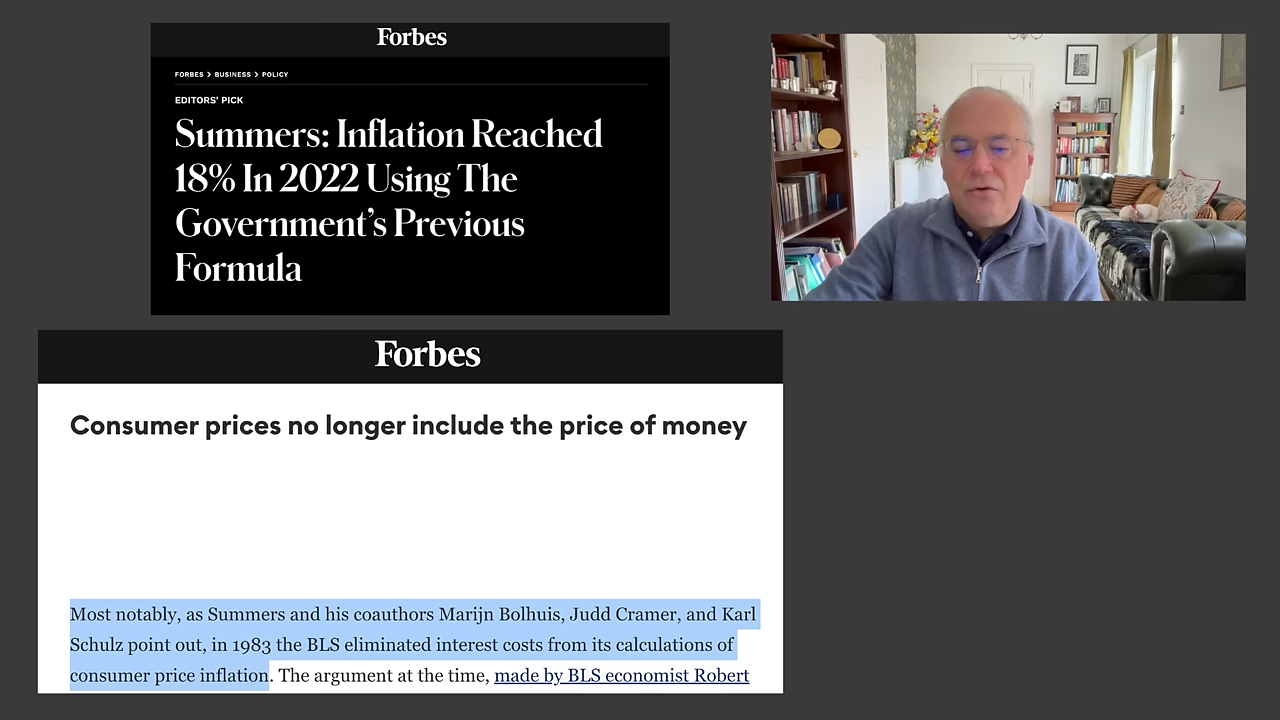 Forbes
FORBES > BUSINESS > POLICY
EDITORS' PICK
Summers: Inflation Reached
18% In 2022 Using The
Government’s Previous
Formula
Forbes
Consumer prices no longer include the price of money
Most notably, as Summers and his coauthors Marijn Bolhuis, Judd Cramer, and Karl
Schulz point out, in 1983 the BLS eliminated interest costs from its calculations of
consumer price inflation. The argument at the time, made by BLS economist Robert